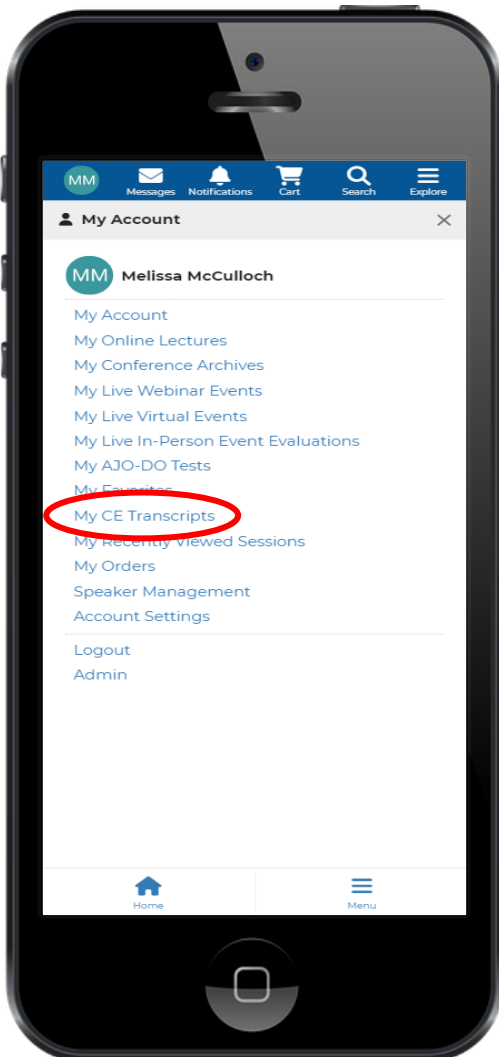 MM Messages Notifications Cart Search Explore
My Account
MM Melissa McCulloch
My Account
My Online Lectures
My Conference Archives
My Live Webinar Events
My Live Virtual Events
My Live In-Person Event Evaluations
My AJO-DO Tests
My Favorites
My CE Transcripts
My Recently Viewed Sessions
My Orders
Speaker Management
Account Settings
Logout
Admin
Home Menu